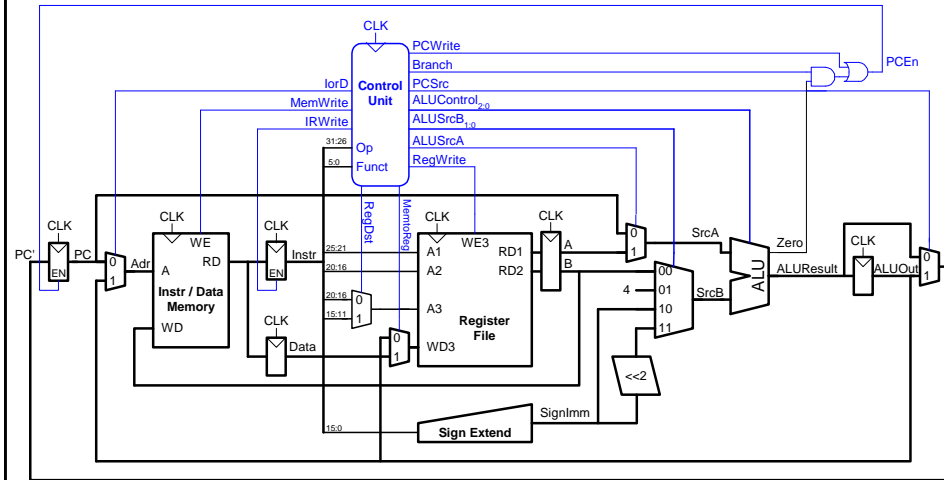 CLK
PCWrite
Branch
PCEn
IorD
Control
Unit
PCSrc
MemWrite
ALUControl2:0
IRWrite
ALUSrcB1:0
31:26
Op
ALUSrcA
5:0
Funct
RegWrite
RegDst
MemtoReg
CLK
CLK
CLK
CLK
CLK
CLK
PC'
EN
PC
0
1
Adr
A
WE
RD
Instr / Data
Memory
WD
EN
Instr
25:21
A1
WE3
RD1
A
0
1
SrcA
Zero
20:16
A2
RD2
B
00
ALU
ALUResult
ALUOut
0
1
4
01
SrcB
20:16
0
15:11
1
A3
Register
File
10
CLK
Data
0
1
WD3
11
<<2
SignImm
15:0
Sign Extend